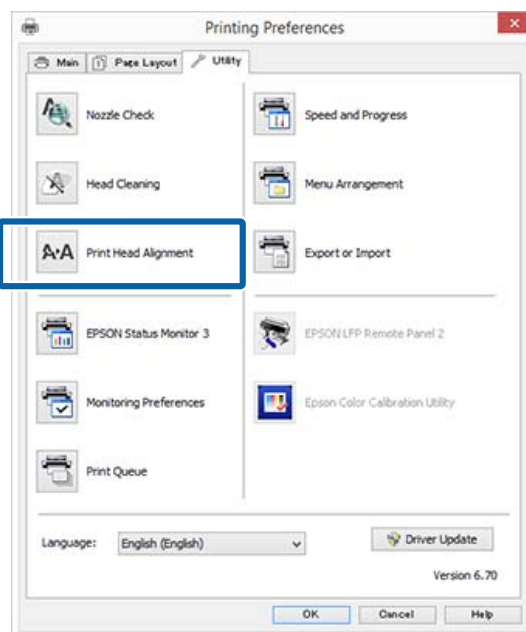 Printing Preferences
Main
Page Layout
Utility
Nozzle Check
Speed and Progress
Head Cleaning
Menu Arrangement
A·A Print Head Alignment
Export or Import
EPSON Status Monitor 3
EPSON LFP Remote Panel 2
Monitoring Preferences
Epson Color Calibration Utility
Print Queue
Language: English (English)
Driver Update
Version 6.70
OK
Cancel
Help